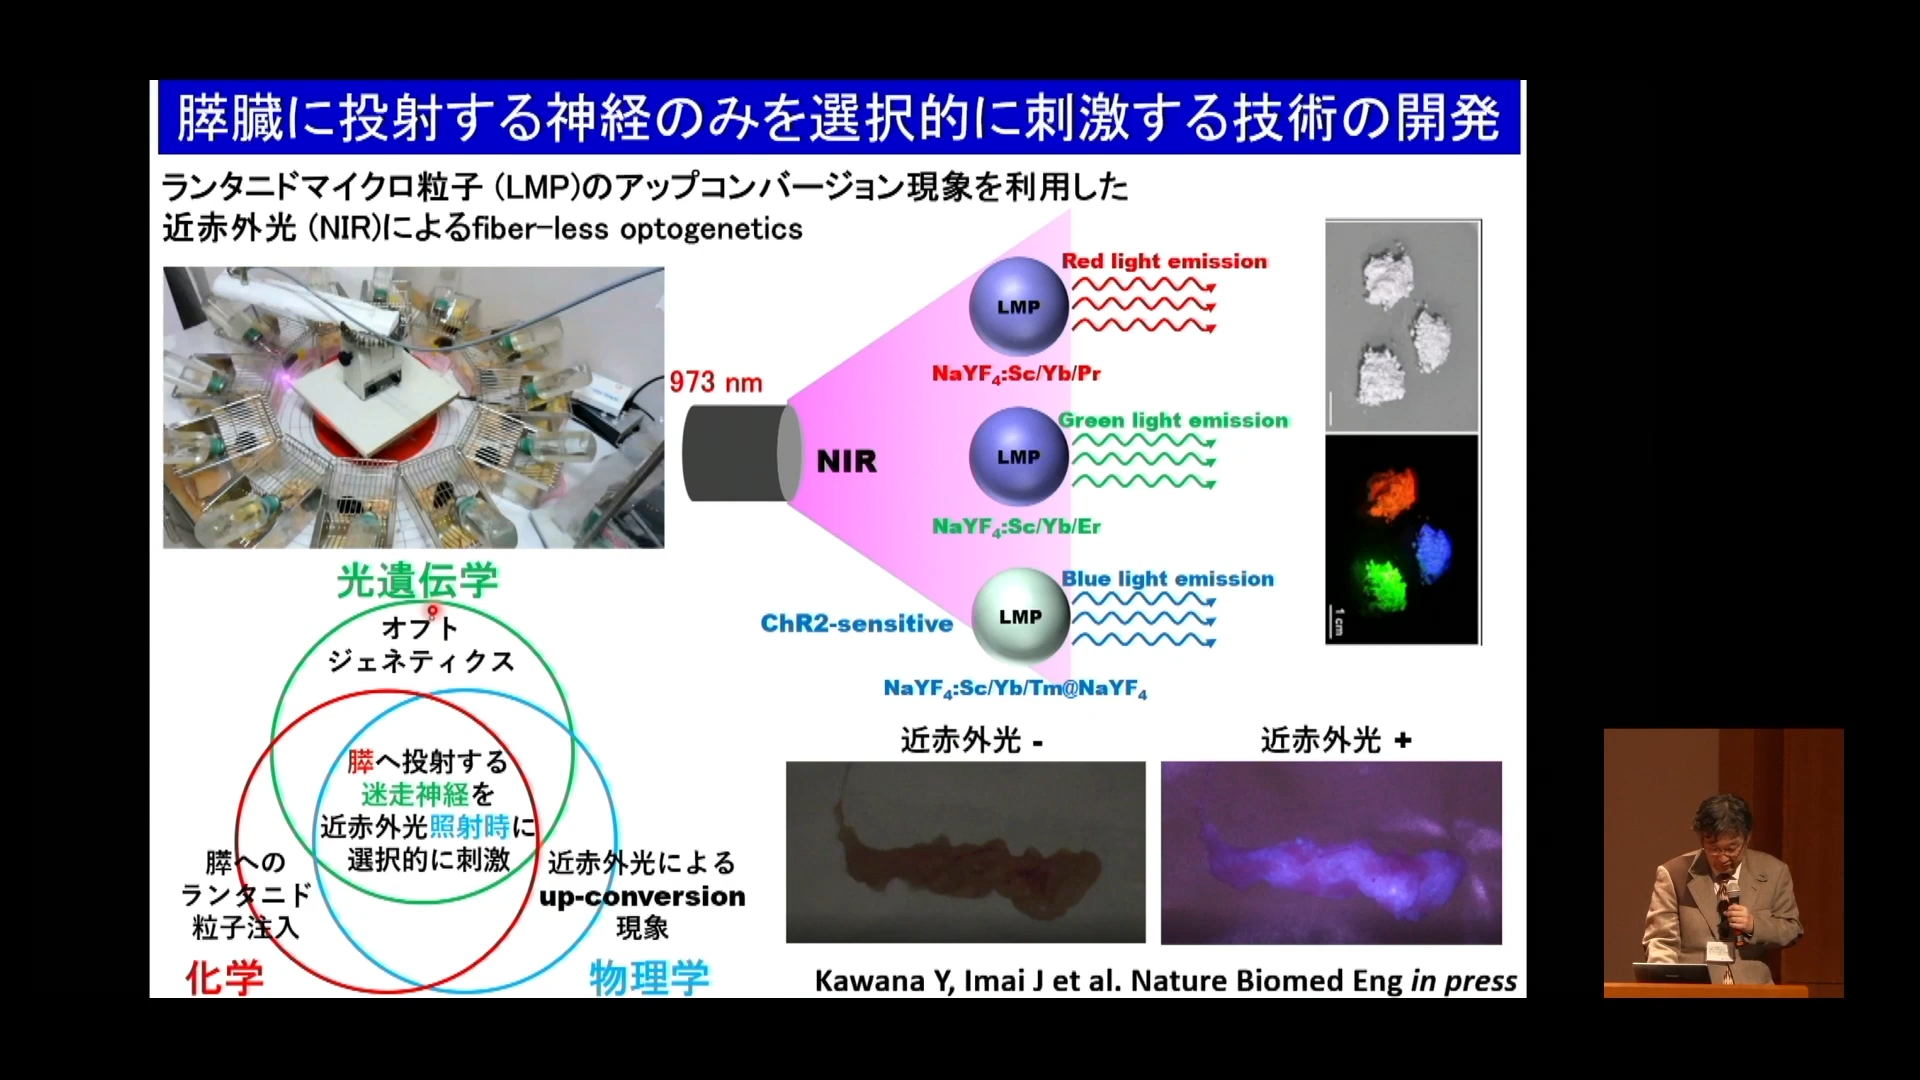 膵臓に投射する神経のみを選択的に刺激する技術の開発
ランタニドマイクロ粒子 (LMP)のアップコンバージョン現象を利用した
近赤外光 (NIR)によるfiber-less optogenetics
973 nm
NIR
LMP
Red light emission
NaYF4:Sc/Yb/Pr
LMP
Green light emission
NaYF4:Sc/Yb/Er
ChR2-sensitive
LMP
Blue light emission
NaYF4:Sc/Yb/Tm@NaYF4
1 cm
光遺伝学
オプト
ジェネティクス
膵へ投射する
迷走神経を
近赤外光照射時に
選択的に刺激
膵への
ランタニド
粒子注入
化学
近赤外光による
up-conversion
現象
物理学
近赤外光 -
近赤外光 +
Kawana Y, Imai J et al. Nature Biomed Eng in press